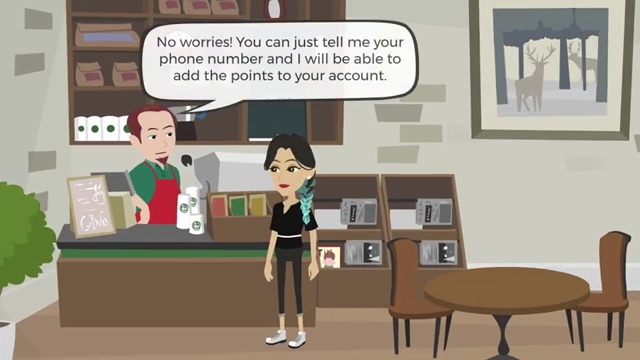 No worries! You can just tell me your
phone number and I will be able to
add the points to your account.